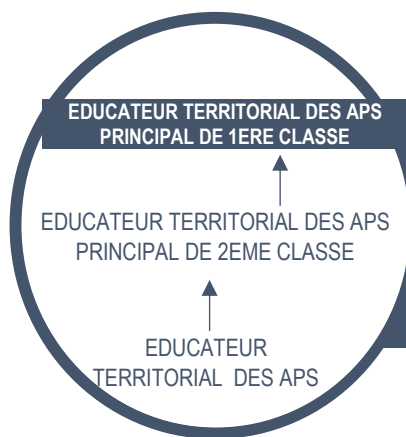 EDUCATEUR TERRITORIAL DES APS
PRINCIPAL DE 1ERE CLASSE
EDUCATEUR TERRITORIAL DES APS
PRINCIPAL DE 2EME CLASSE
EDUCATEUR
TERRITORIAL DES APS